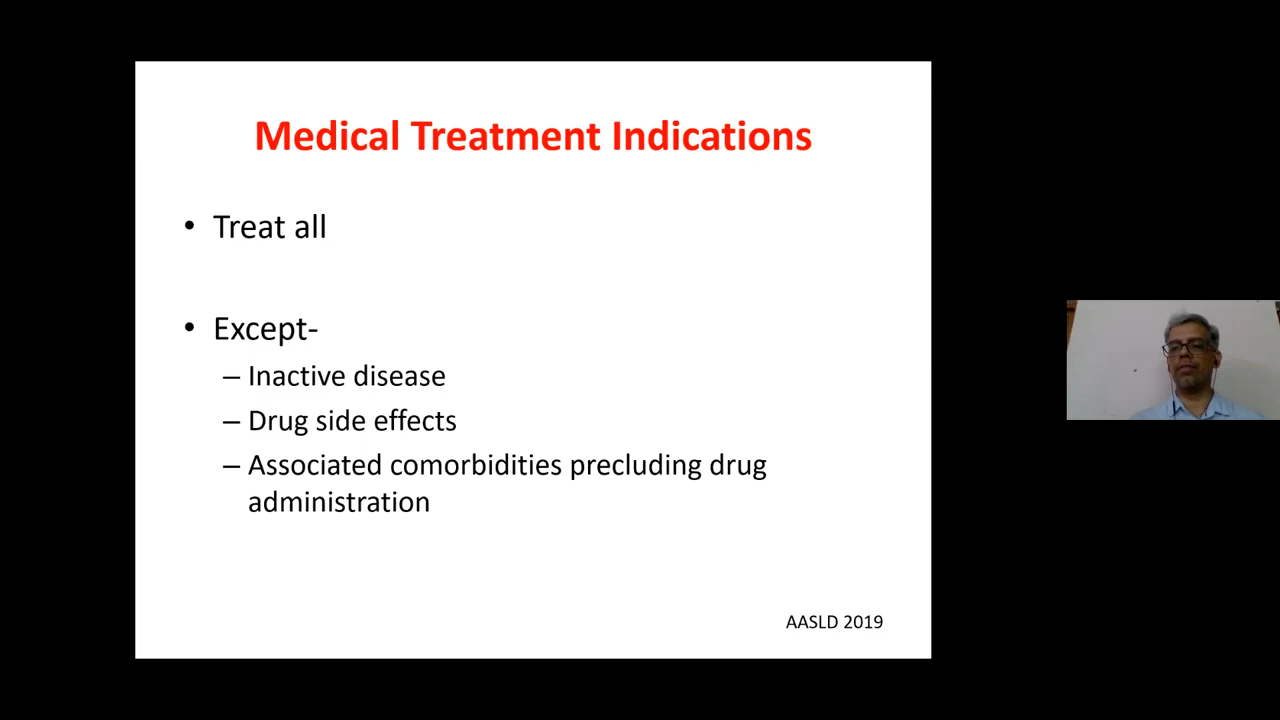 Medical Treatment Indications
• Treat all
• Except-
– Inactive disease
– Drug side effects
– Associated comorbidities precluding drug
administration
AASLD 2019